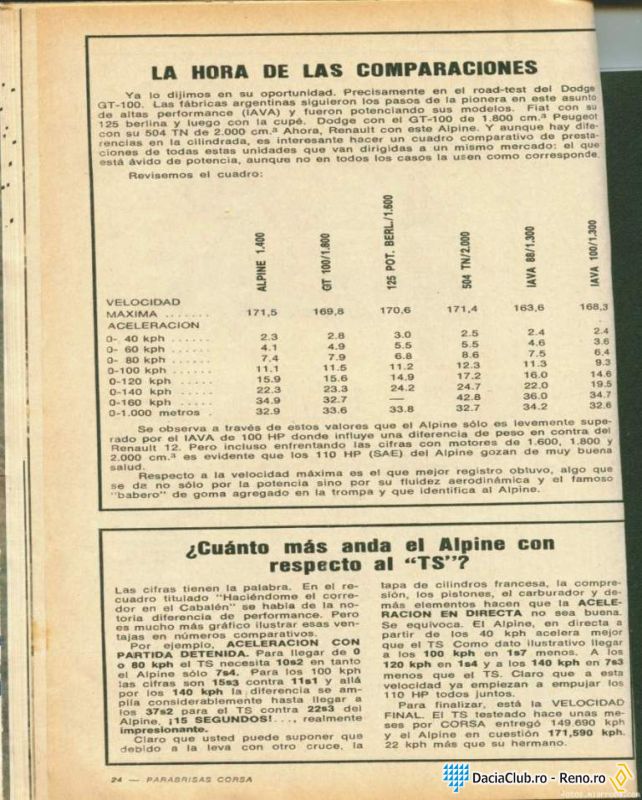 LA HORA DE LAS COMPARACIONES
Ya lo dijimos en su oportunidad. Precisamente en el road-test del Dodge
GT-100. Las fábricas argentinas siguieron los pasos de la pionera en este asunto
de altas performance (IAVA) y fueron potenciando sus modelos. Fiat con su
125 berlina y luego con la cupé. Dodge con el GT-100 de 1.800 cm.³ Peugeot
con su 504 TN de 2.000 cm.³ Ahora, Renault con este Alpine. Y aunque hay dife-
rencias en la cilindrada, es interesante hacer un cuadro comparativo de presta-
ciones de todas estas unidades que van dirigidas a un mismo mercado: el que
está ávido de potencia, aunque no en todos los casos la usen como corresponde.
Revisemos el cuadro:
ALPINE 1.400 GT 100/1.800 125 POT. BERL./1.600 504 TN/2.000 IAVA 88/1.300 IAVA 100/1.300
VELOCIDAD
MAXIMA ....... 171,5 169,8 170,6 171,4 163,6 168,3
ACELERACION
0- 40 kph ...... 2.3 2.8 3.0 2.5 2.4 2.4
0- 60 kph ...... 4.1 4.9 5.5 5.5 4.6 3.6
0- 80 kph ...... 7.4 7.9 6.8 8.6 7.5 6.4
0-100 kph ...... 11.1 11.5 11.2 12.3 11.3 9.3
0-120 kph ...... 15.9 15.6 14.9 17.2 16.0 14.6
0-140 kph ...... 22.3 23.3 24.2 24.7 22.0 19.5
0-160 kph ...... 34.9 32.7 — 42.8 36.0 34.7
0-1.000 metros . 32.9 33.6 33.8 32.7 34.2 32.6
Se observa a través de estos valores que el Alpine sólo es levemente supe-
rado por el IAVA de 100 HP donde influye una diferencia de peso en contra del
Renault 12. Pero incluso enfrentando las cifras con motores de 1.600, 1.800 y
2.000 cm.³ es evidente que los 110 HP (SAE) del Alpine gozan de muy buena
salud.
Respecto a la velocidad máxima es el que mejor registro obtuvo, algo que
se da no sólo por la potencia sino por su fluidez aerodinámica y el famoso
"babero" de goma agregado en la trompa y que identifica al Alpine.
¿Cuánto más anda el Alpine con
respecto al "TS"?
Las cifras tienen la palabra. En el re-
cuadro titulado "Haciéndome el corre-
dor en el Cabalén" se habla de la no-
toria diferencia de performance. Pero
es mucho más gráfico ilustrar esas ven-
tajas en números comparativos.
Por ejemplo, ACELERACION CON
PARTIDA DETENIDA. Para llegar de 0
a 80 kph el TS necesita 10s2 en tanto
el Alpine sólo 7s4. Para los 100 kph
las cifras son 15s3 contra 11s1 y allá
por los 140 kph la diferencia se am-
plía considerablemente hasta llegar a
los 37s2 para el TS contra 22s3 del
Alpine, ¡15 SEGUNDOS!..., realmente
impresionante.
Claro que usted puede suponer que
debido a la leva con otro cruce, la
tapa de cilindros francesa, la compre-
sión, los pistones, el carburador y de-
más elementos hacen que la ACELE-
RACION EN DIRECTA no sea buena.
Se equivoca. El Alpine, en directa a
partir de los 40 kph acelera mejor
que el TS Como dato ilustrativo llegar
a los 100 kph en 1s7 menos. A los
120 kph en 1s4 y a los 140 kph en 7s3
menos que el TS. Claro que a esta
velocidad ya empiezan a empujar los
110 HP todos juntos.
Para finalizar, está la VELOCIDAD
FINAL. El TS testeado hace unas me-
ses por CORSA entregó 149.690 kph
y el Alpine en cuestión 171,590 kph.
22 kph más que su hermano.
24 — PARABRISAS CORSA
DaciaClub.ro - Reno.ro